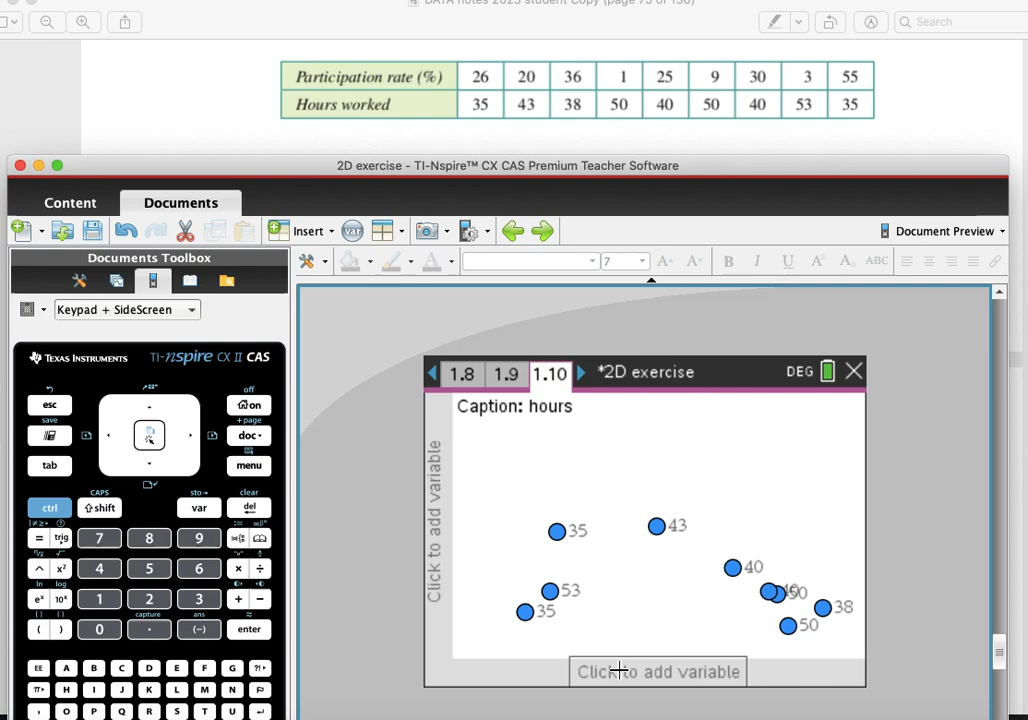 DATA notes 2023 student Copy (page 75 of 136)
Search
Participation rate (%) 26 20 36 1 25 9 30 3 55
Hours worked 35 43 38 50 40 50 40 53 35
2D exercise - TI-Nspire™ CX CAS Premium Teacher Software
Content Documents
Insert var Document Preview
Documents Toolbox
7 A A A B I U A A ABC
Keypad + SideScreen
TEXAS INSTRUMENTS TI-nspire CX II CAS
off
esc on
save +page
doc
tab menu
CAPS sto→ clear
ctrl shift var del
= trig 7 8 9
^ x² 4 5 6 × ÷
ln log
eˣ 10ˣ 1 2 3 + −
capture ans
( ) 0 . (−) enter
EE A B C D E F G ?!
π H I J K L M N
, O P Q R S T U
1.8 1.9 1.10 *2D exercise DEG
Caption: hours
Click to add variable
35
43
40
53
50
35
38
50
Click to add variable